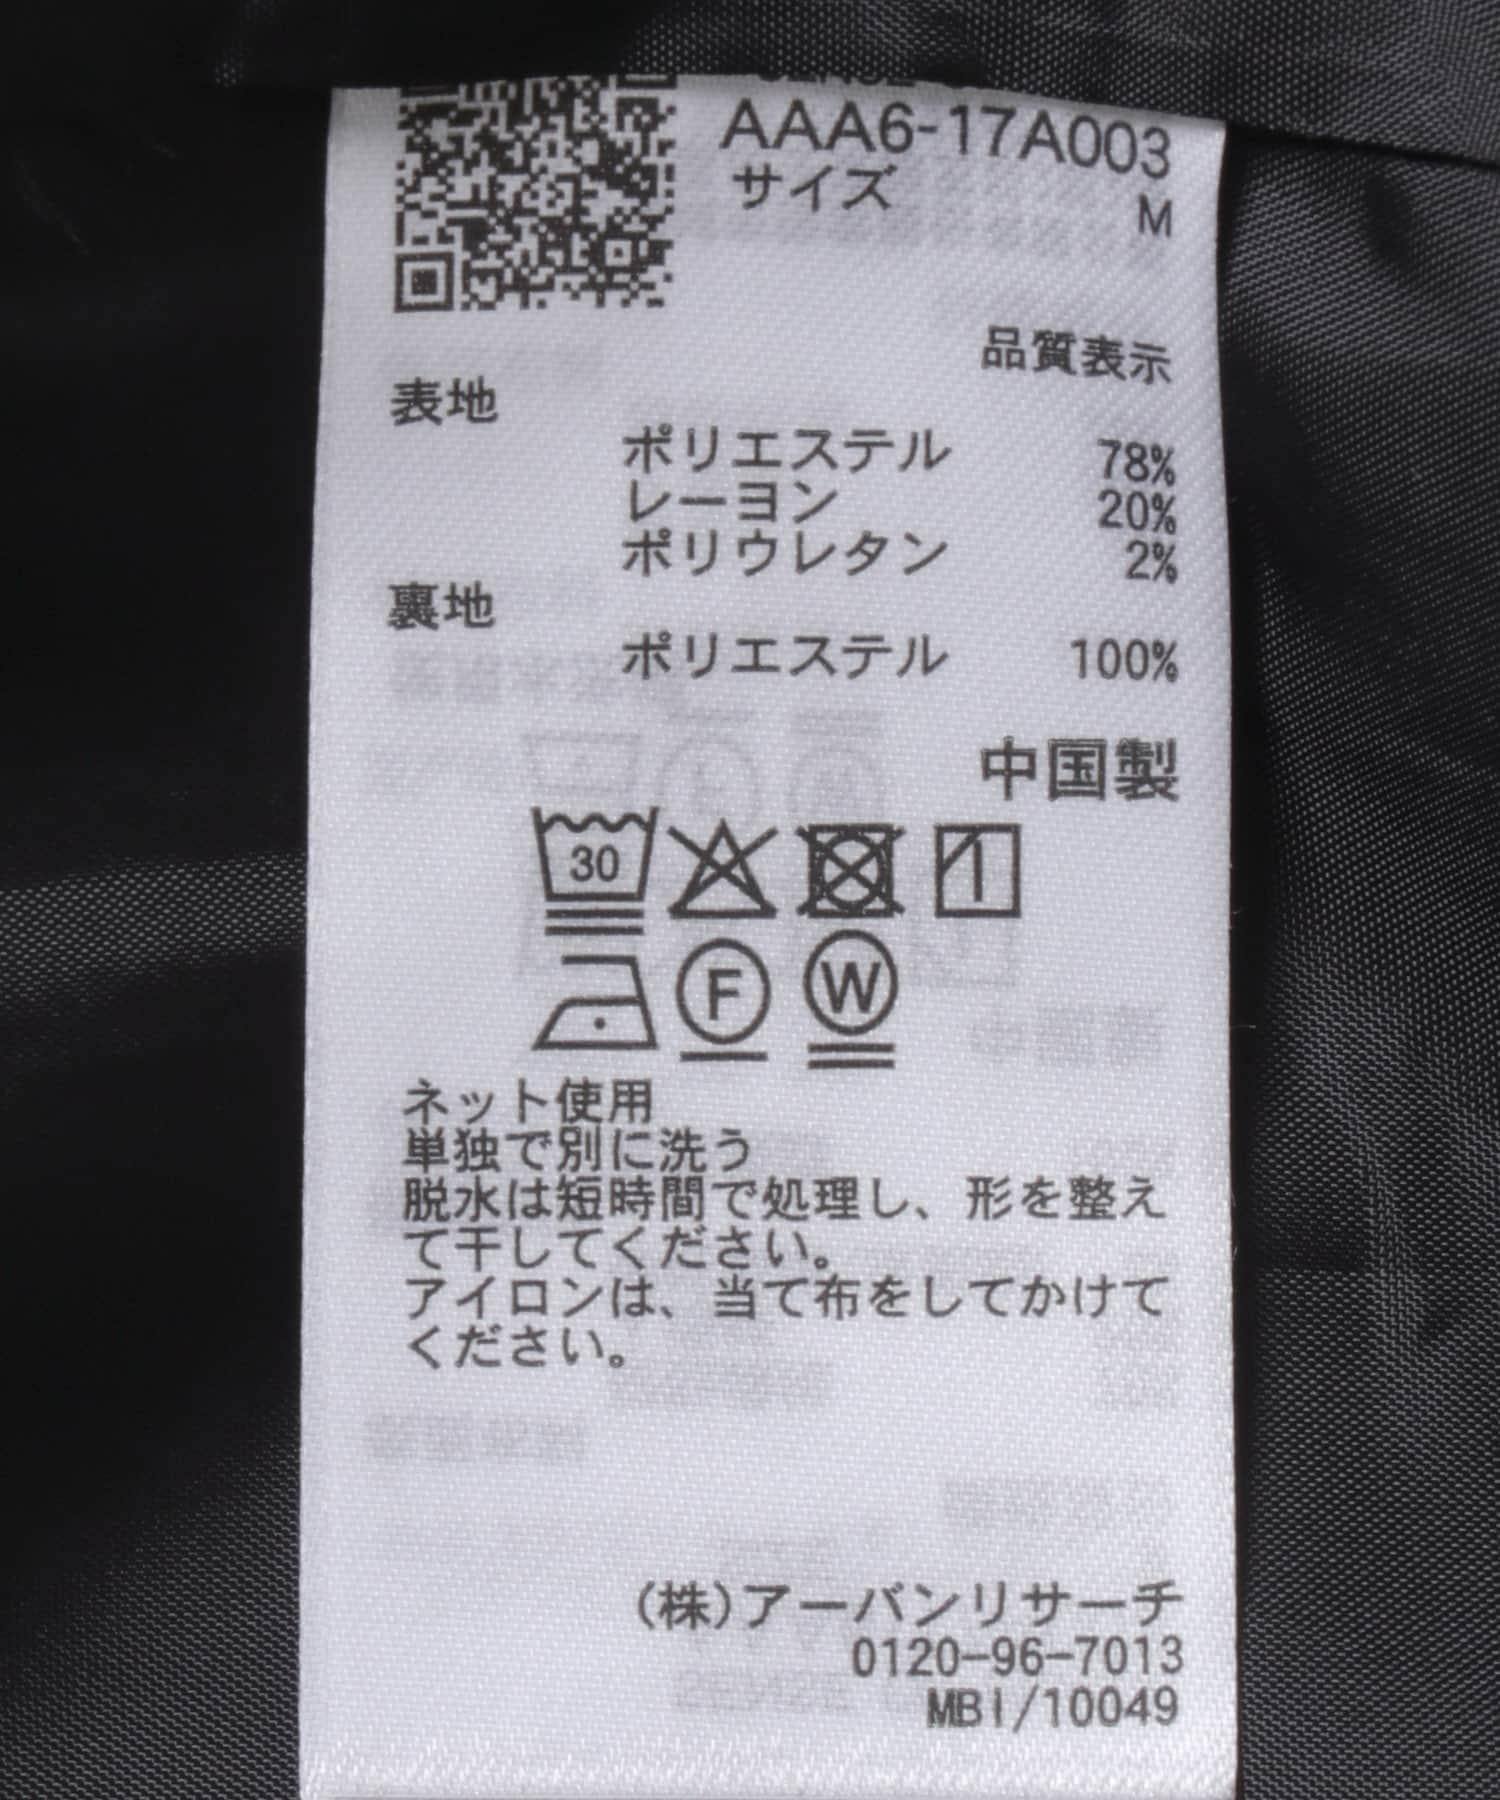 AAA6-17A003
サイズ M
品質表示
表地
ポリエステル 78%
レーヨン 20%
ポリウレタン 2%
裏地
ポリエステル 100%
中国製
30
F W
ネット使用
単独で別に洗う
脱水は短時間で処理し、形を整え
て干してください。
アイロンは、当て布をしてかけて
ください。
(株)アーバンリサーチ
0120-96-7013
MBI/10049